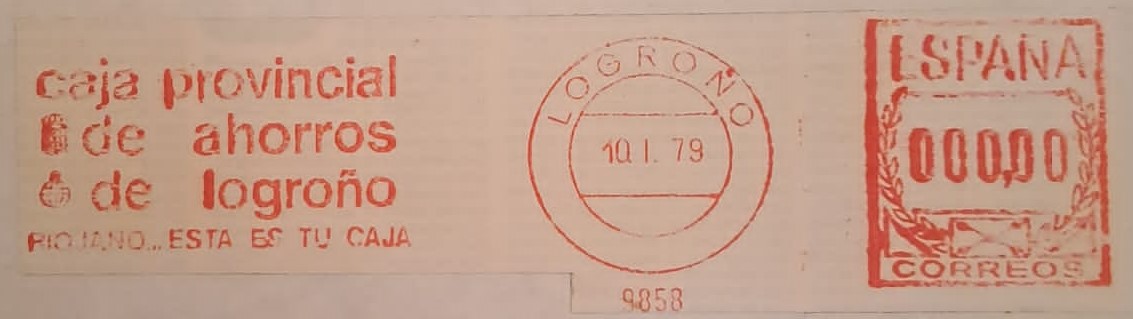 caja provincial
de ahorros
de logroño
RIOJANO... ESTA ES TU CAJA
LOGROÑO
10. I. 79
9858
ESPAÑA
000,00
CORREOS